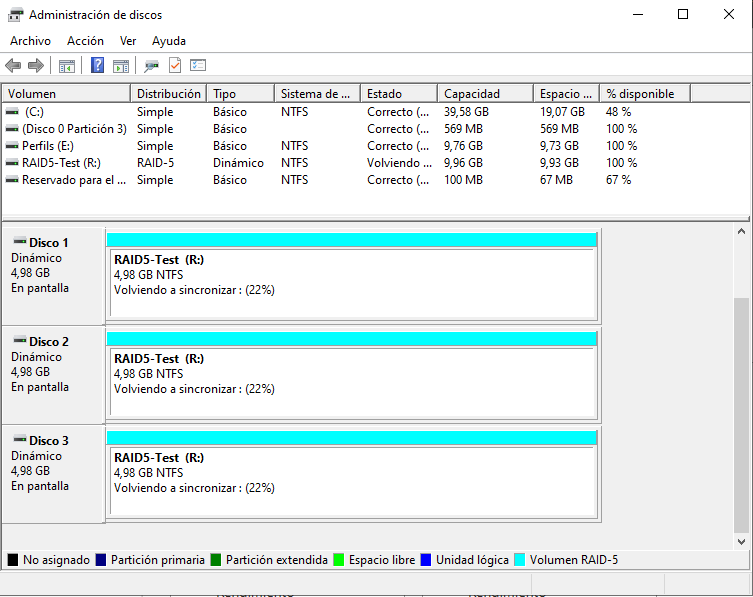 Administración de discos
Archivo Acción Ver Ayuda
Volumen Distribución Tipo Sistema de ... Estado Capacidad Espacio ... % disponible
(C:) Simple Básico NTFS Correcto (... 39,58 GB 19,07 GB 48 %
(Disco 0 Partición 3) Simple Básico Correcto (... 569 MB 569 MB 100 %
Perfils (E:) Simple Básico NTFS Correcto (... 9,76 GB 9,73 GB 100 %
RAID5-Test (R:) RAID-5 Dinámico NTFS Volviendo ... 9,96 GB 9,93 GB 100 %
Reservado para el ... Simple Básico NTFS Correcto (... 100 MB 67 MB 67 %
Disco 1
Dinámico
4,98 GB
En pantalla
RAID5-Test (R:)
4,98 GB NTFS
Volviendo a sincronizar : (22%)
Disco 2
Dinámico
4,98 GB
En pantalla
RAID5-Test (R:)
4,98 GB NTFS
Volviendo a sincronizar : (22%)
Disco 3
Dinámico
4,98 GB
En pantalla
RAID5-Test (R:)
4,98 GB NTFS
Volviendo a sincronizar : (22%)
No asignado Partición primaria Partición extendida Espacio libre Unidad lógica Volumen RAID-5